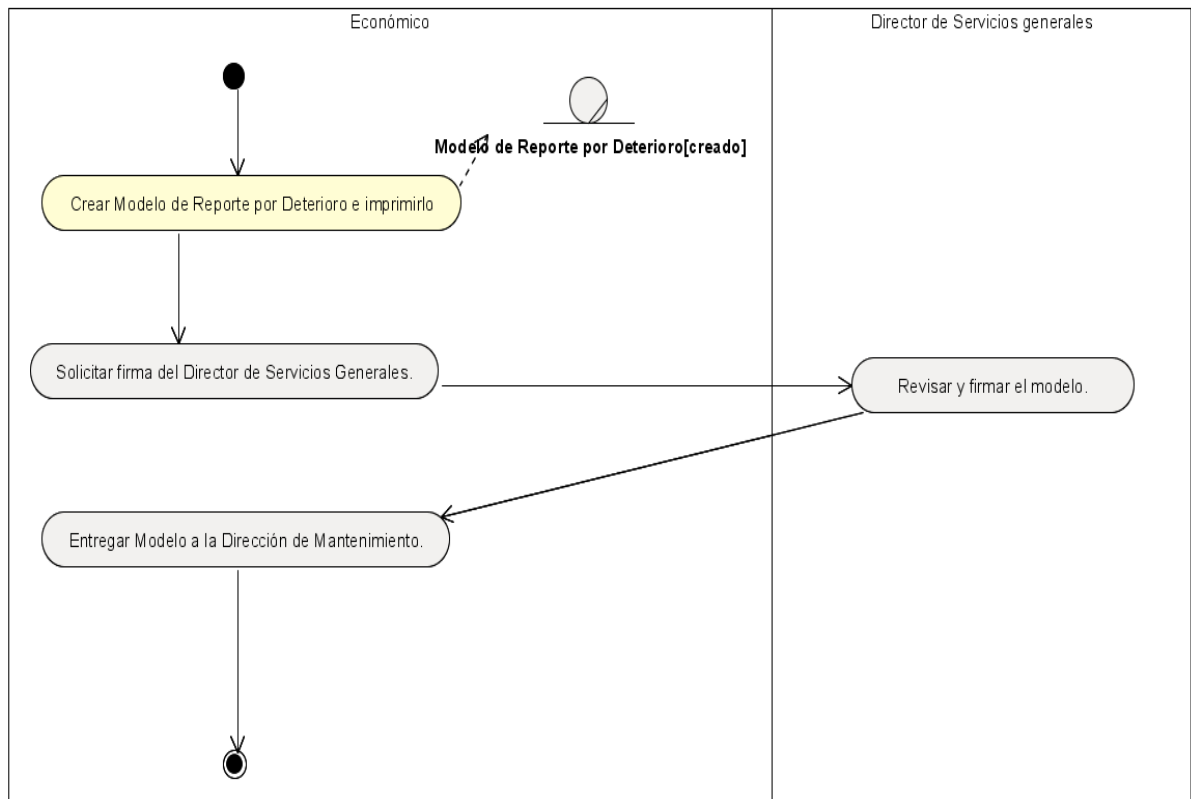 Económico
Director de Servicios generales
Modelo de Reporte por Deterioro[creado]
Crear Modelo de Reporte por Deterioro e imprimirlo
Solicitar firma del Director de Servicios Generales.
Revisar y firmar el modelo.
Entregar Modelo a la Dirección de Mantenimiento.